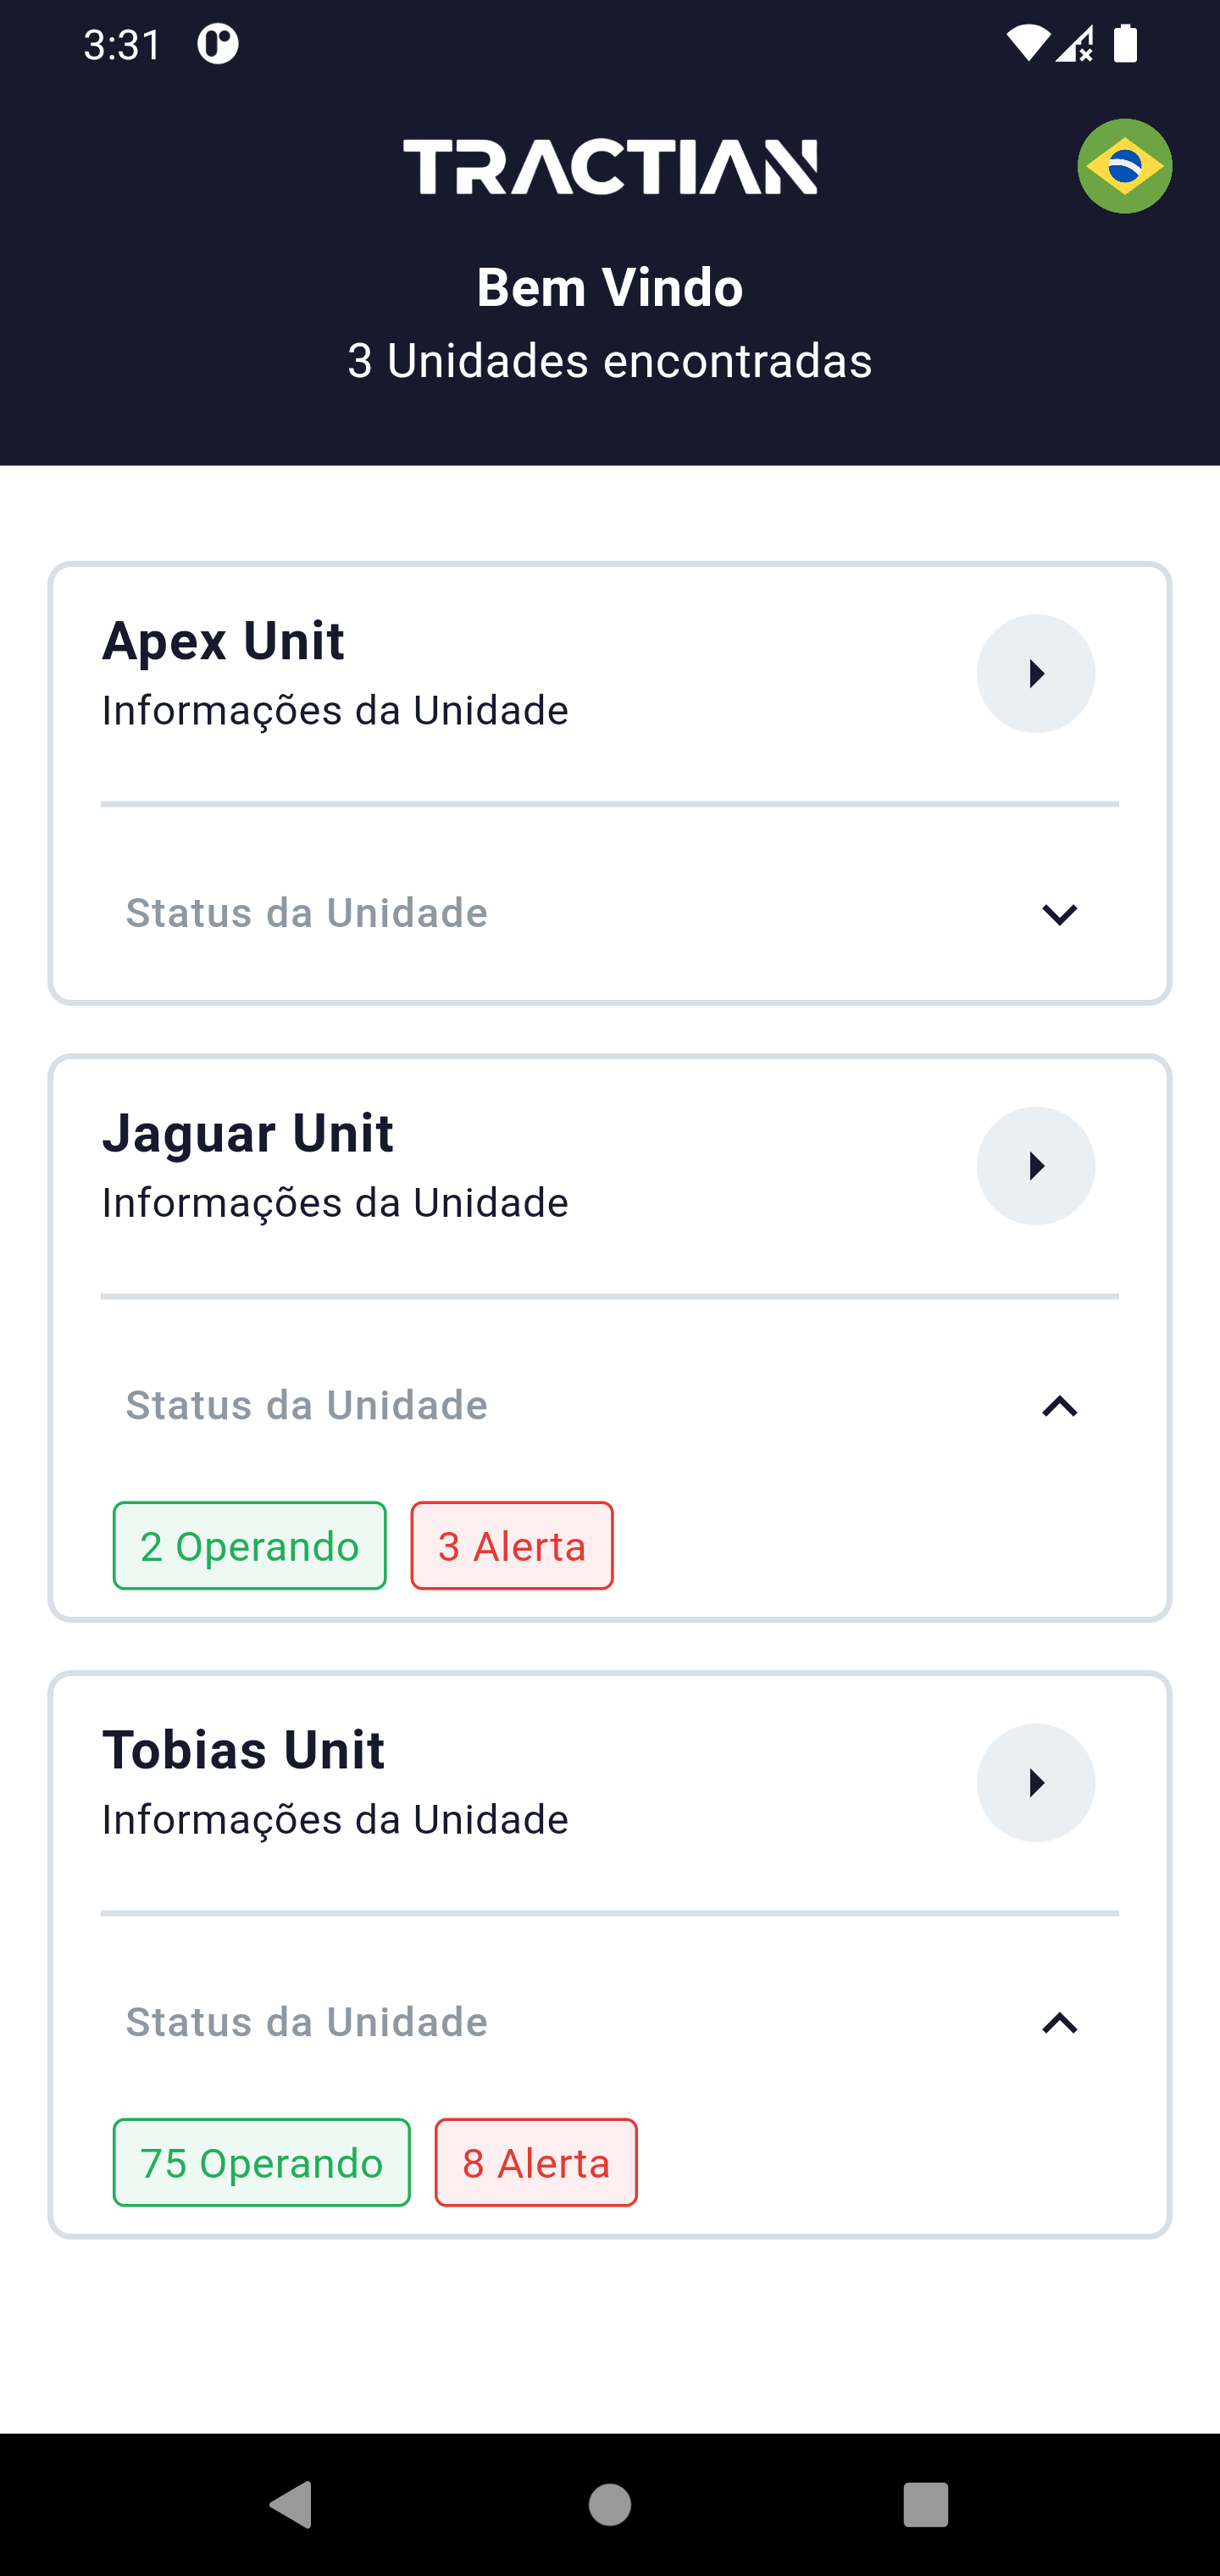 3:31
TRACTIAN
Bem Vindo
3 Unidades encontradas
Apex Unit
Informações da Unidade
Status da Unidade
Jaguar Unit
Informações da Unidade
Status da Unidade
2 Operando 3 Alerta
Tobias Unit
Informações da Unidade
Status da Unidade
75 Operando 8 Alerta